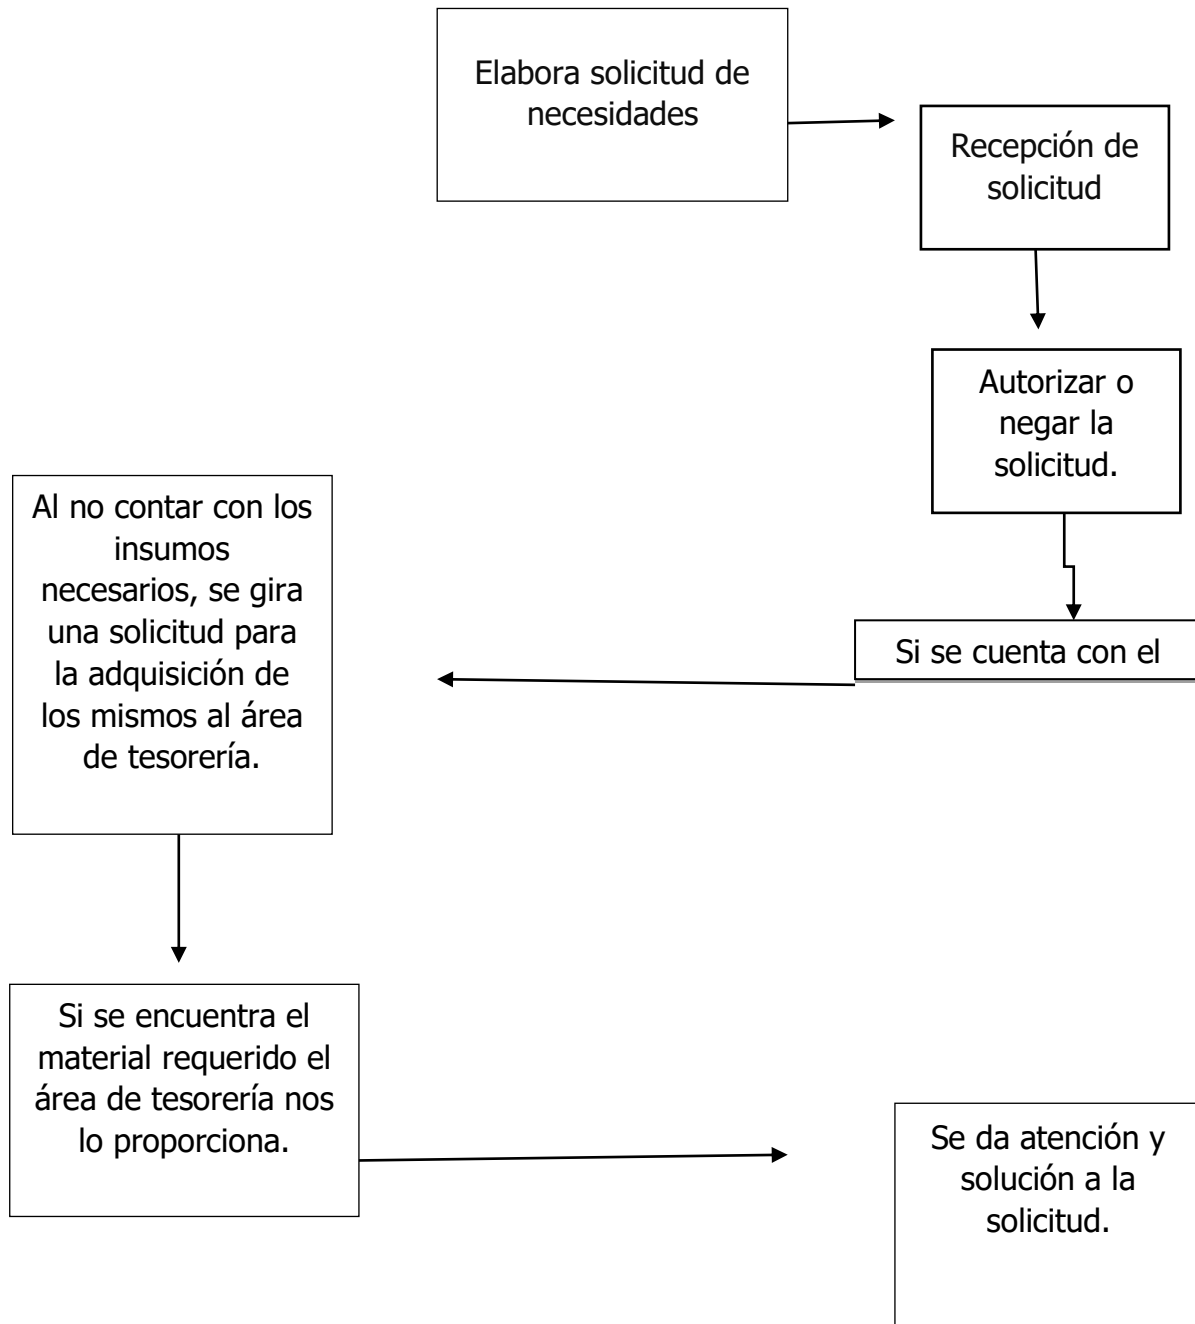 Elabora solicitud de
necesidades
Recepción de
solicitud
Autorizar o
negar la
solicitud.
Si se cuenta con el
Al no contar con los
insumos
necesarios, se gira
una solicitud para
la adquisición de
los mismos al área
de tesorería.
Si se encuentra el
material requerido el
área de tesorería nos
lo proporciona.
Se da atención y
solución a la
solicitud.